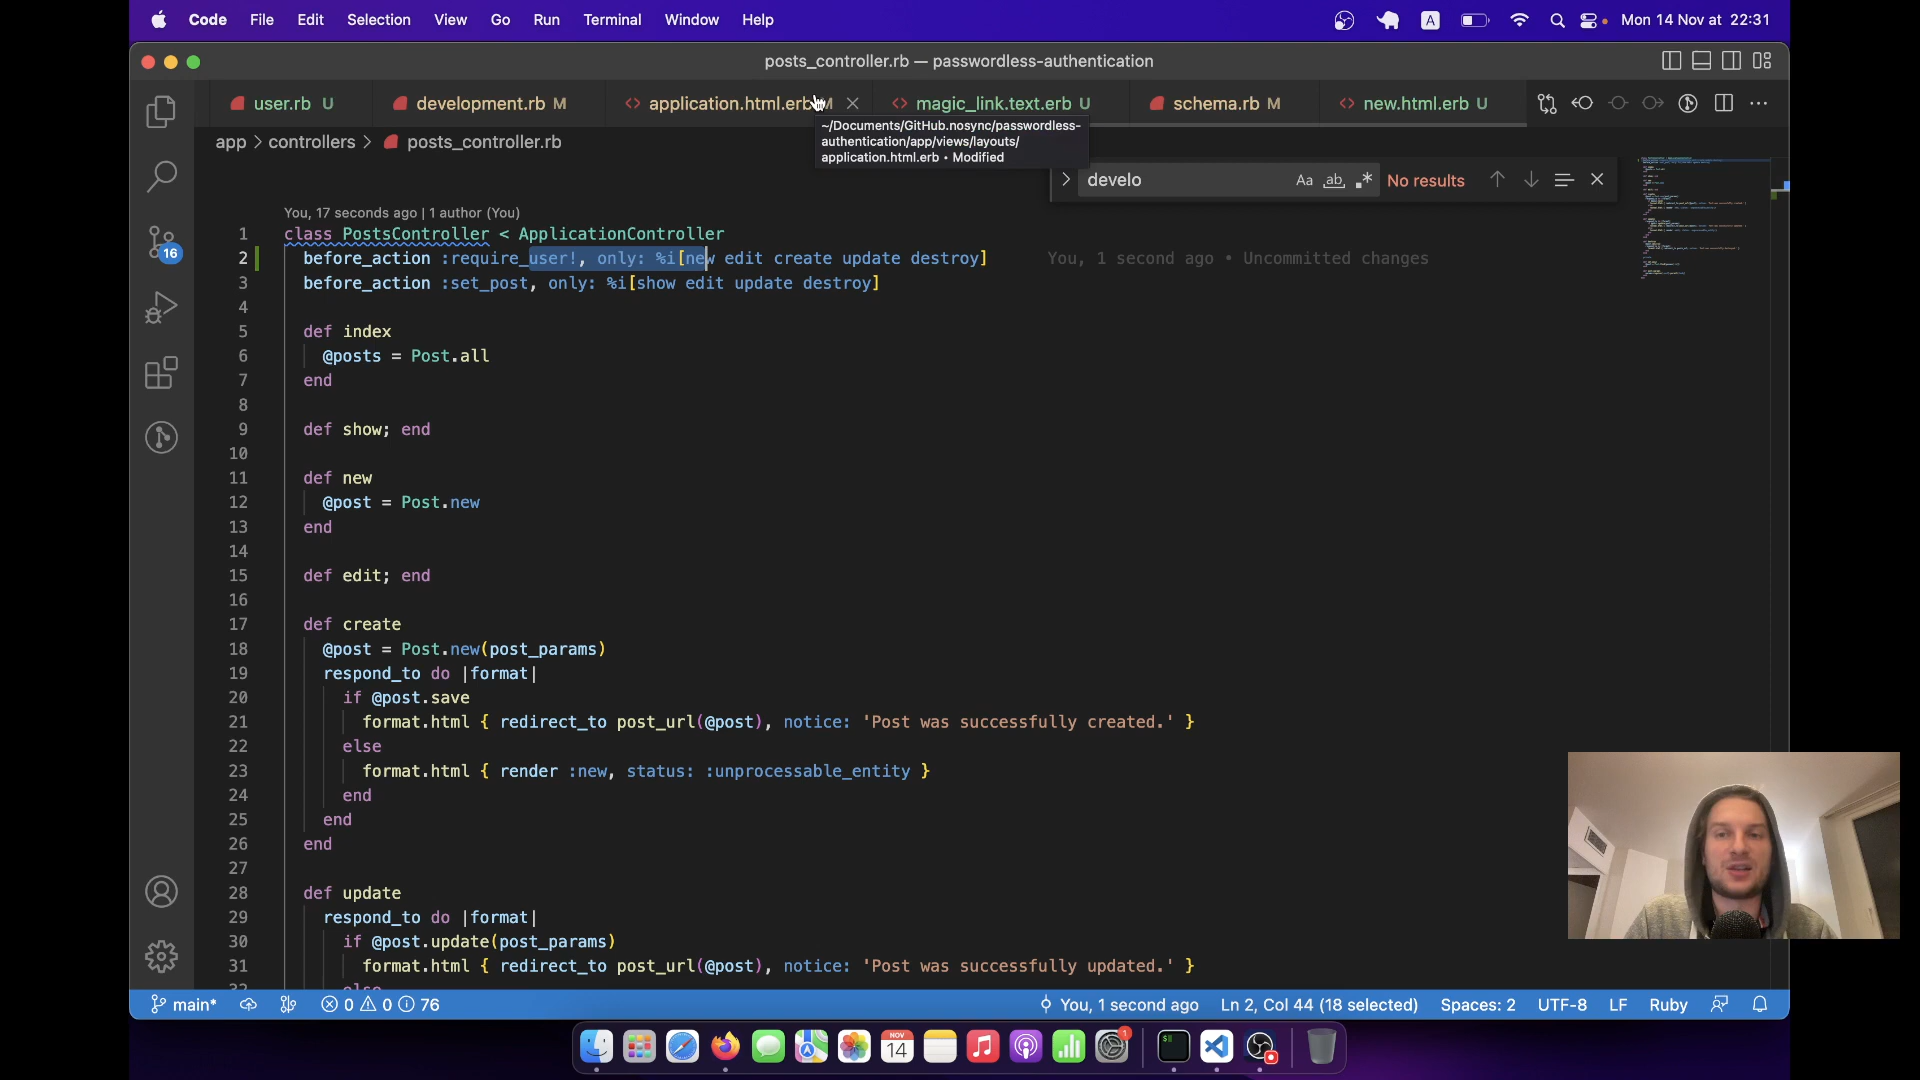 Code File Edit Selection View Go Run Terminal Window Help
A
Mon 14 Nov at 22:31
posts_controller.rb — passwordless-authentication
user.rb U
development.rb M
application.html.erb M
magic_link.text.erb U
schema.rb M
new.html.erb U
~/Documents/GitHub.nosync/passwordless-
authentication/app/views/layouts/
application.html.erb • Modified
app > controllers > posts_controller.rb
develo
Aa ab No results
You, 17 seconds ago | 1 author (You)
1 class PostsController < ApplicationController
2 before_action :require_user!, only: %i[new edit create update destroy] You, 1 second ago • Uncommitted changes
3 before_action :set_post, only: %i[show edit update destroy]
4
5 def index
6 @posts = Post.all
7 end
8
9 def show; end
10
11 def new
12 @post = Post.new
13 end
14
15 def edit; end
16
17 def create
18 @post = Post.new(post_params)
19 respond_to do |format|
20 if @post.save
21 format.html { redirect_to post_url(@post), notice: 'Post was successfully created.' }
22 else
23 format.html { render :new, status: :unprocessable_entity }
24 end
25 end
26 end
27
28 def update
29 respond_to do |format|
30 if @post.update(post_params)
31 format.html { redirect_to post_url(@post), notice: 'Post was successfully updated.' }
32 else
16
main* 0 0 76
You, 1 second ago Ln 2, Col 44 (18 selected) Spaces: 2 UTF-8 LF Ruby
NOV
14
1